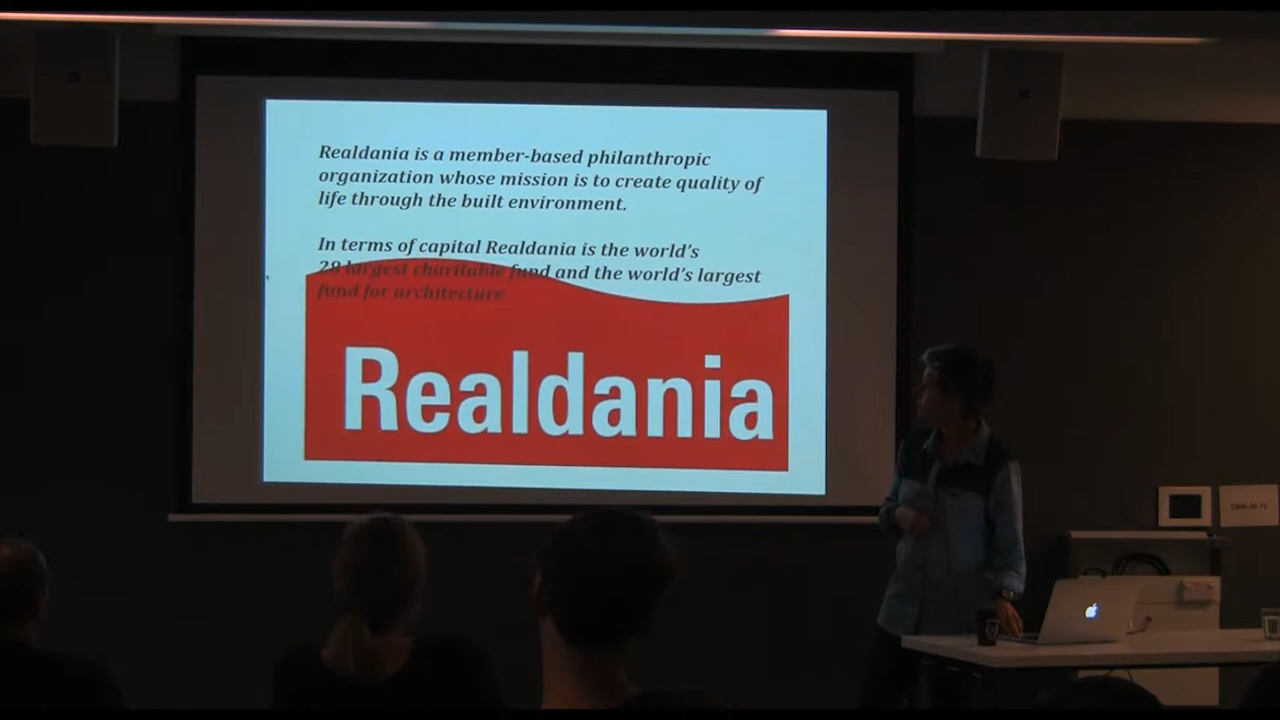 Realdania is a member-based philanthropic
organization whose mission is to create quality of
life through the built environment.
In terms of capital Realdania is the world's
28 largest charitable fund and the world's largest
fund for architecture
Realdania